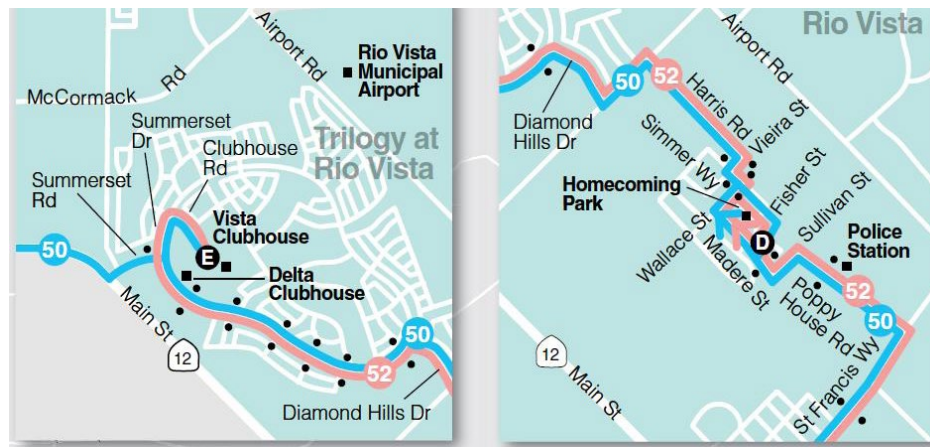 Airport Rd
Rio Vista
Municipal
Airport
McCormack
Rd
Summerset
Dr
Clubhouse
Rd
Trilogy at
Rio Vista
Summerset
Rd
Vista
Clubhouse
50
E
Delta
Clubhouse
Main St
12
50
52
Diamond Hills Dr
Rio Vista
Airport Rd
50
52
Harris Rd
Vieira St
Diamond
Hills Dr
Simmer Wy
Fisher St
Homecoming
Park
Sullivan St
D
Wallace St
Madere St
Police
Station
Poppy
House Rd
52
50
12
Main St
St Francis Wy